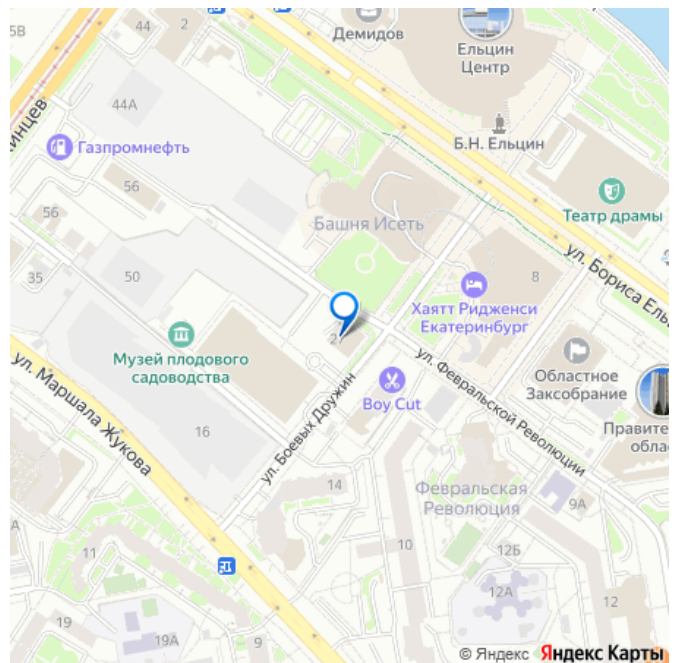 5В
44
2
Демидов
Ельцин
Центр
44А
инцев
Газпромнефть
Б.Н. Ельцин
56
56
Театр драмы
Башня Исеть
35
50
ул. Бориса Ель
8
Хаятт Ридженси
Екатеринбург
2
Музей плодового
садоводства
ул. Маршала Жукова
ул. Февральской Революции
Областное
Заксобрание
Boy Cut
Правите
обла
16
ул. Боевых Дружин
14
Февральская
Революция
9А
11
10
12Б
12А
12
19
19А
9
© Яндекс Яндекс Карты